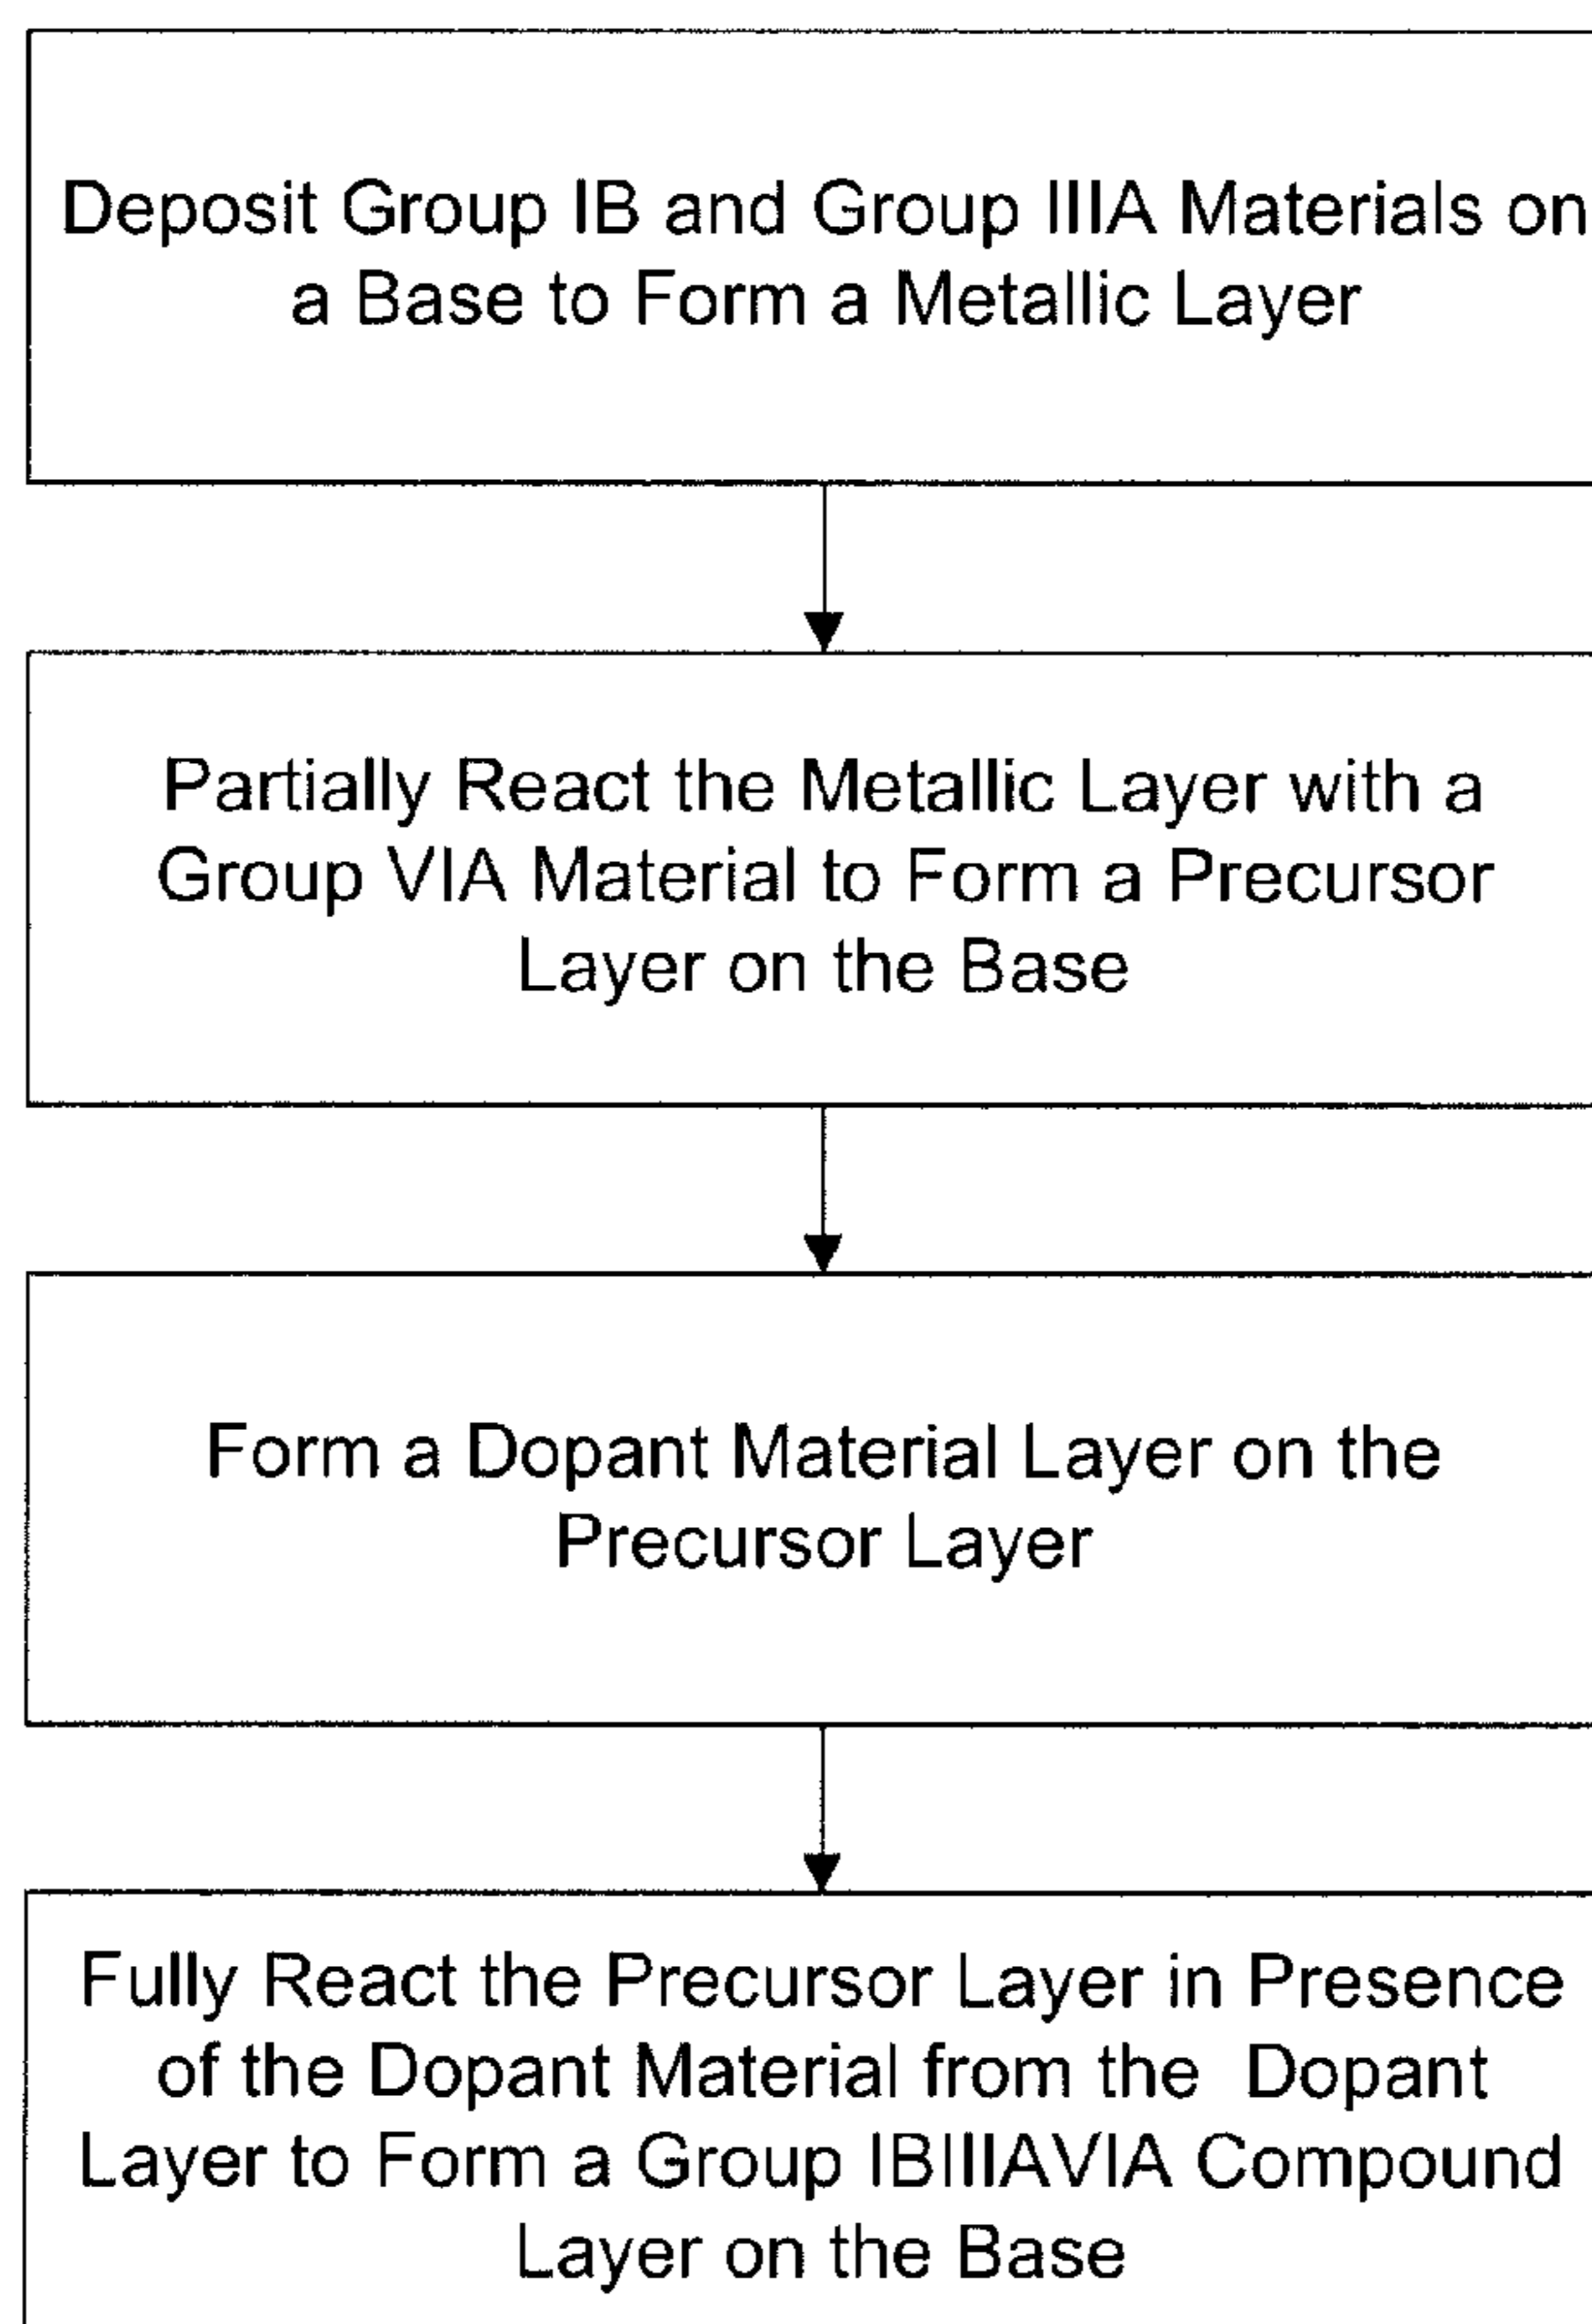 Deposit Group IB and Group IIIA Materials on
a Base to Form a Metallic Layer
Partially React the Metallic Layer with a
Group VIA Material to Form a Precursor
Layer on the Base
Form a Dopant Material Layer on the
Precursor Layer
Fully React the Precursor Layer in Presence
of the Dopant Material from the Dopant
Layer to Form a Group IBIIIAVIA Compound
Layer on the Base